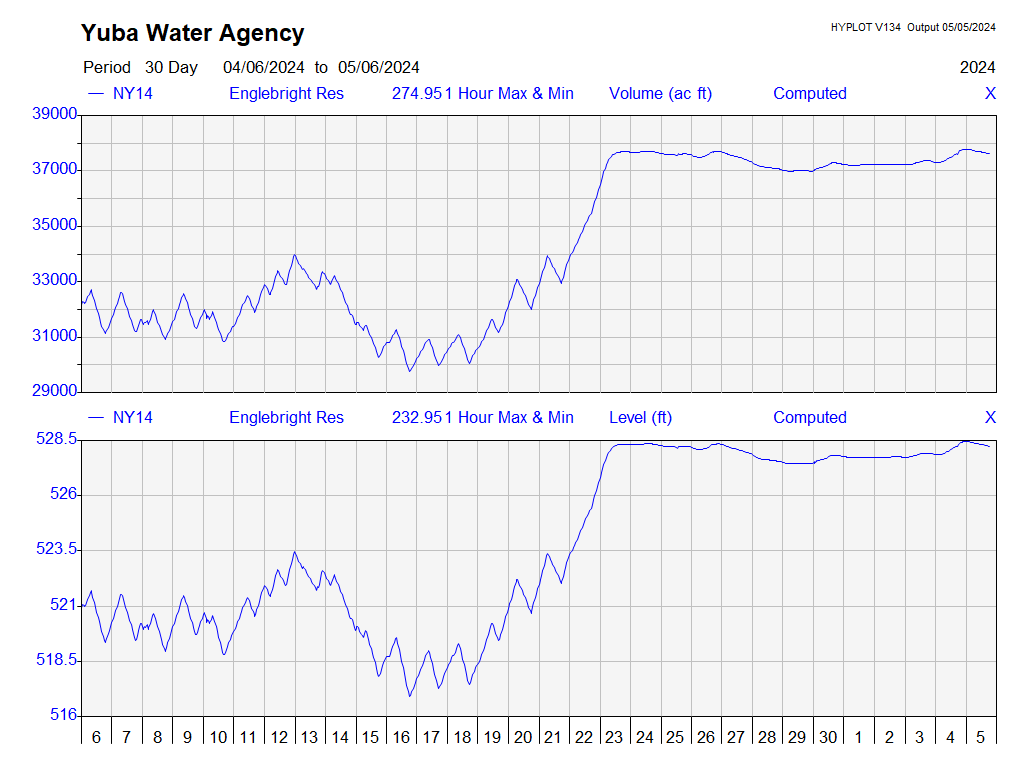 Yuba Water Agency
HYPLOT V134 Output 05/05/2024
Period 30 Day 04/06/2024 to 05/06/2024
2024
NY14 Englebright Res 274.951 Hour Max & Min Volume (ac ft) Computed X
39000
37000
35000
33000
31000
29000
NY14 Englebright Res 232.951 Hour Max & Min Level (ft) Computed X
528.5
526
523.5
521
518.5
516
6 7 8 9 10 11 12 13 14 15 16 17 18 19 20 21 22 23 24 25 26 27 28 29 30 1 2 3 4 5